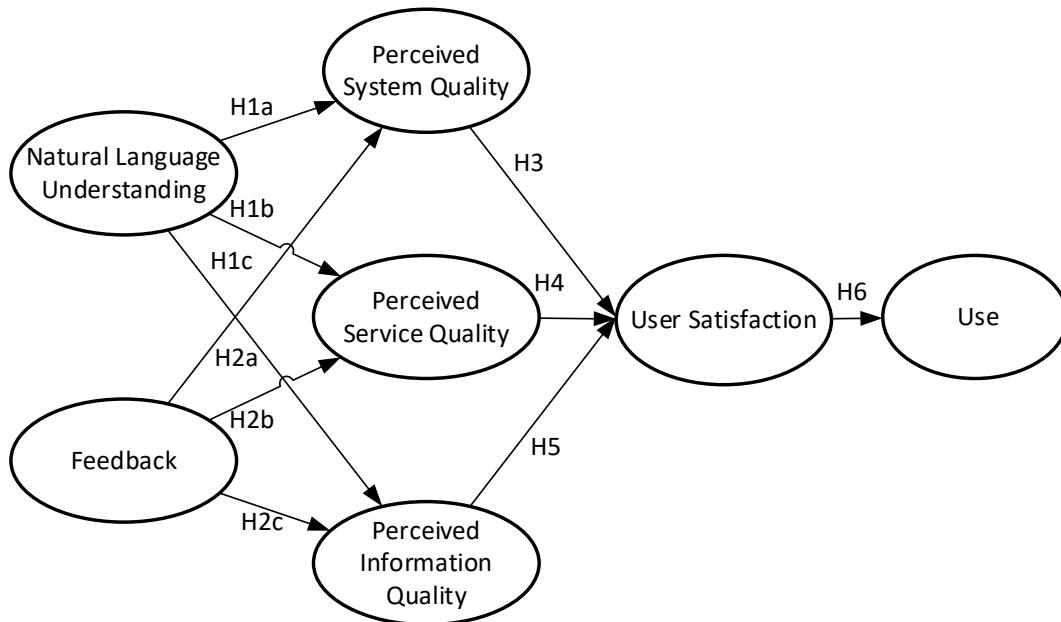 Perceived
System Quality
H1a
Natural Language
Understanding
H3
H1b
H1c
Perceived
Service Quality
H4
User Satisfaction
H6
Use
H2a
H2b
Feedback
H5
H2c
Perceived
Information
Quality